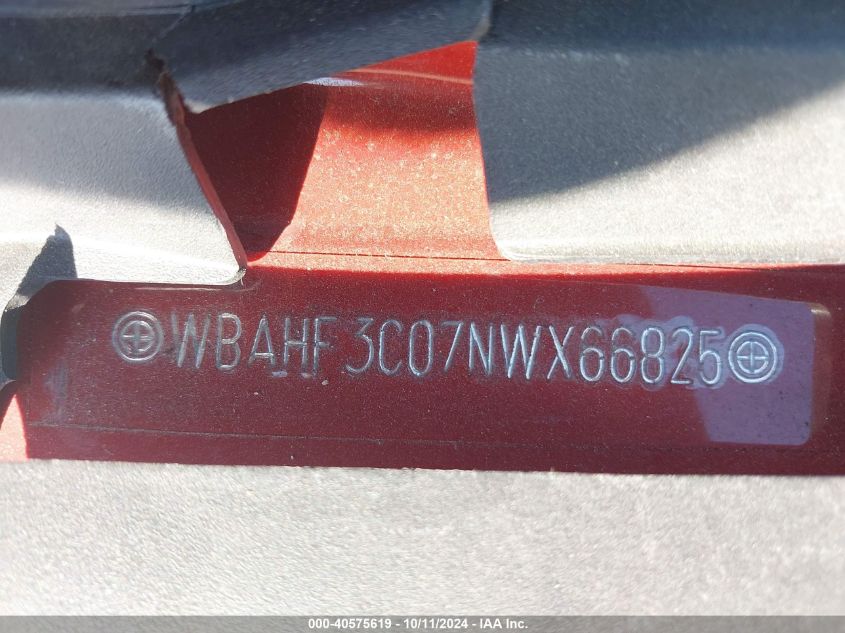 WBAHF3C07NWX66825
000-40575619 - 10/11/2024 - IAA Inc.